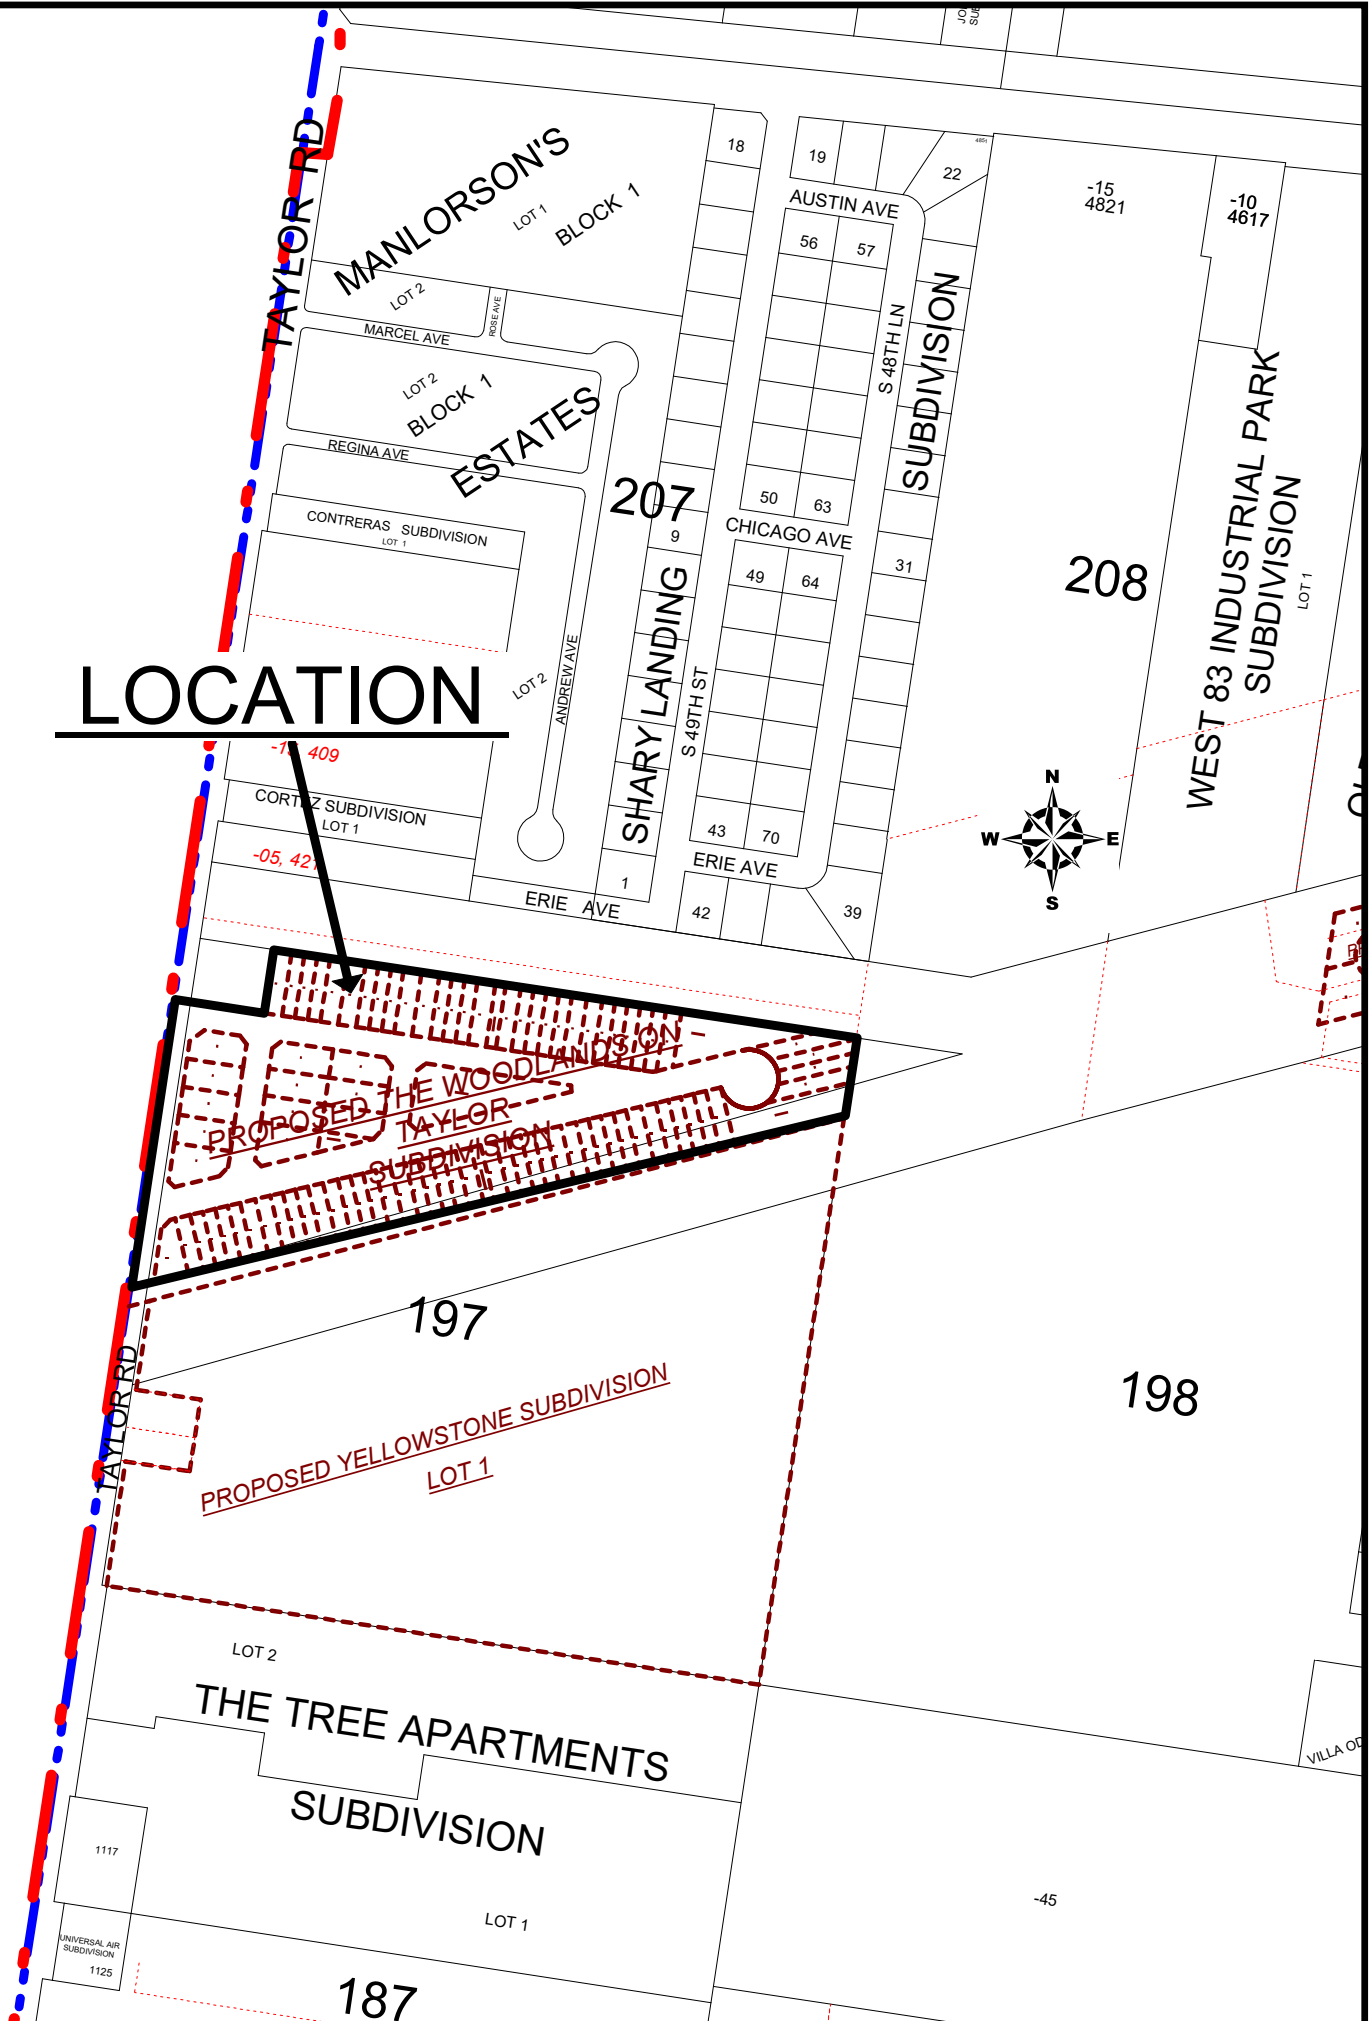 TAYLOR RD
MANLORSON'S
LOT 1
BLOCK 1
LOT 2
ROSE AVE
MARCEL AVE
LOT 2
BLOCK 1
ESTATES
REGINA AVE
CONTRERAS SUBDIVISION
LOT 1
207
18
19
22
AUSTIN AVE
56
57
S 48TH LN
SUBDIVISION
50
63
CHICAGO AVE
9
49
64
31
SHARY LANDING
S 49TH ST
ANDREW AVE
LOT 2
43
70
ERIE AVE
1
ERIE AVE
42
39
-15
4821
-10
4617
208
WEST 83 INDUSTRIAL PARK
SUBDIVISION
LOT 1
LOCATION
409
CORTEZ SUBDIVISION
LOT 1
-05, 42
N
W
E
S
PROPOSED THE WOODLANDS ON
TAYLOR
SUBDIVISION
197
TAYLOR RD
PROPOSED YELLOWSTONE SUBDIVISION
LOT 1
198
LOT 2
THE TREE APARTMENTS
SUBDIVISION
VILLA OD
1117
LOT 1
-45
UNIVERSAL AIR
SUBDIVISION
1125
187